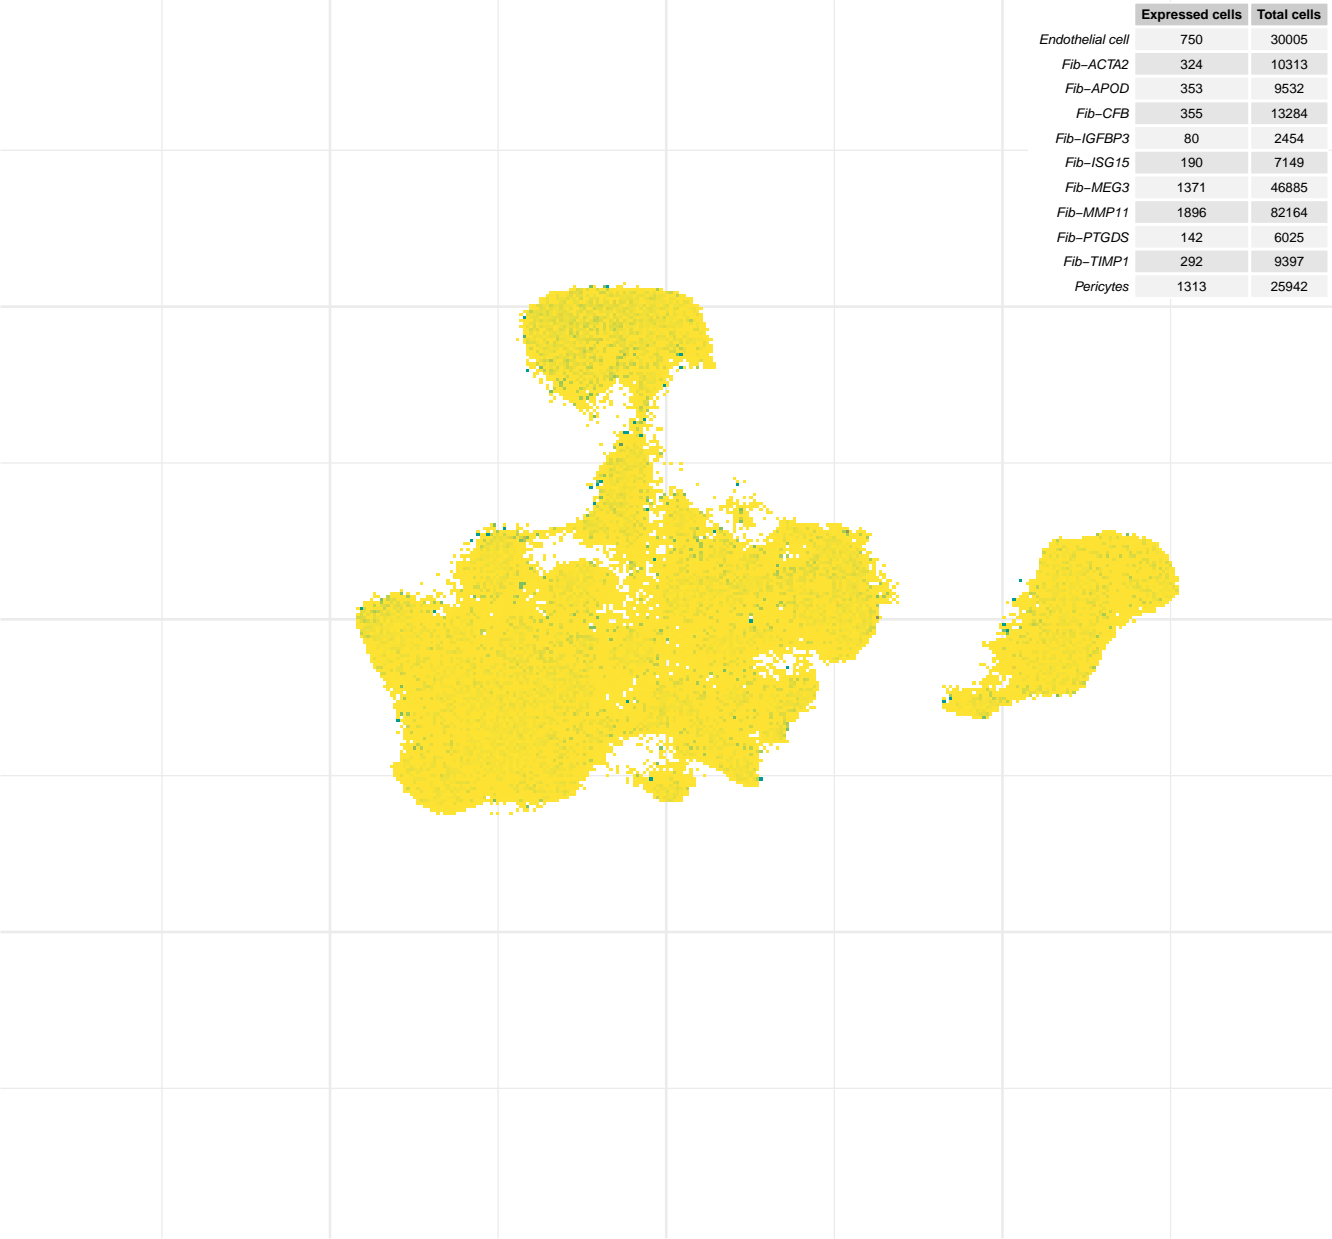 Expressed cells Total cells
Endothelial cell 750 30005
Fib−ACTA2 324 10313
Fib−APOD 353 9532
Fib−CFB 355 13284
Fib−IGFBP3 80 2454
Fib−ISG15 190 7149
Fib−MEG3 1371 46885
Fib−MMP11 1896 82164
Fib−PTGDS 142 6025
Fib−TIMP1 292 9397
Pericytes 1313 25942